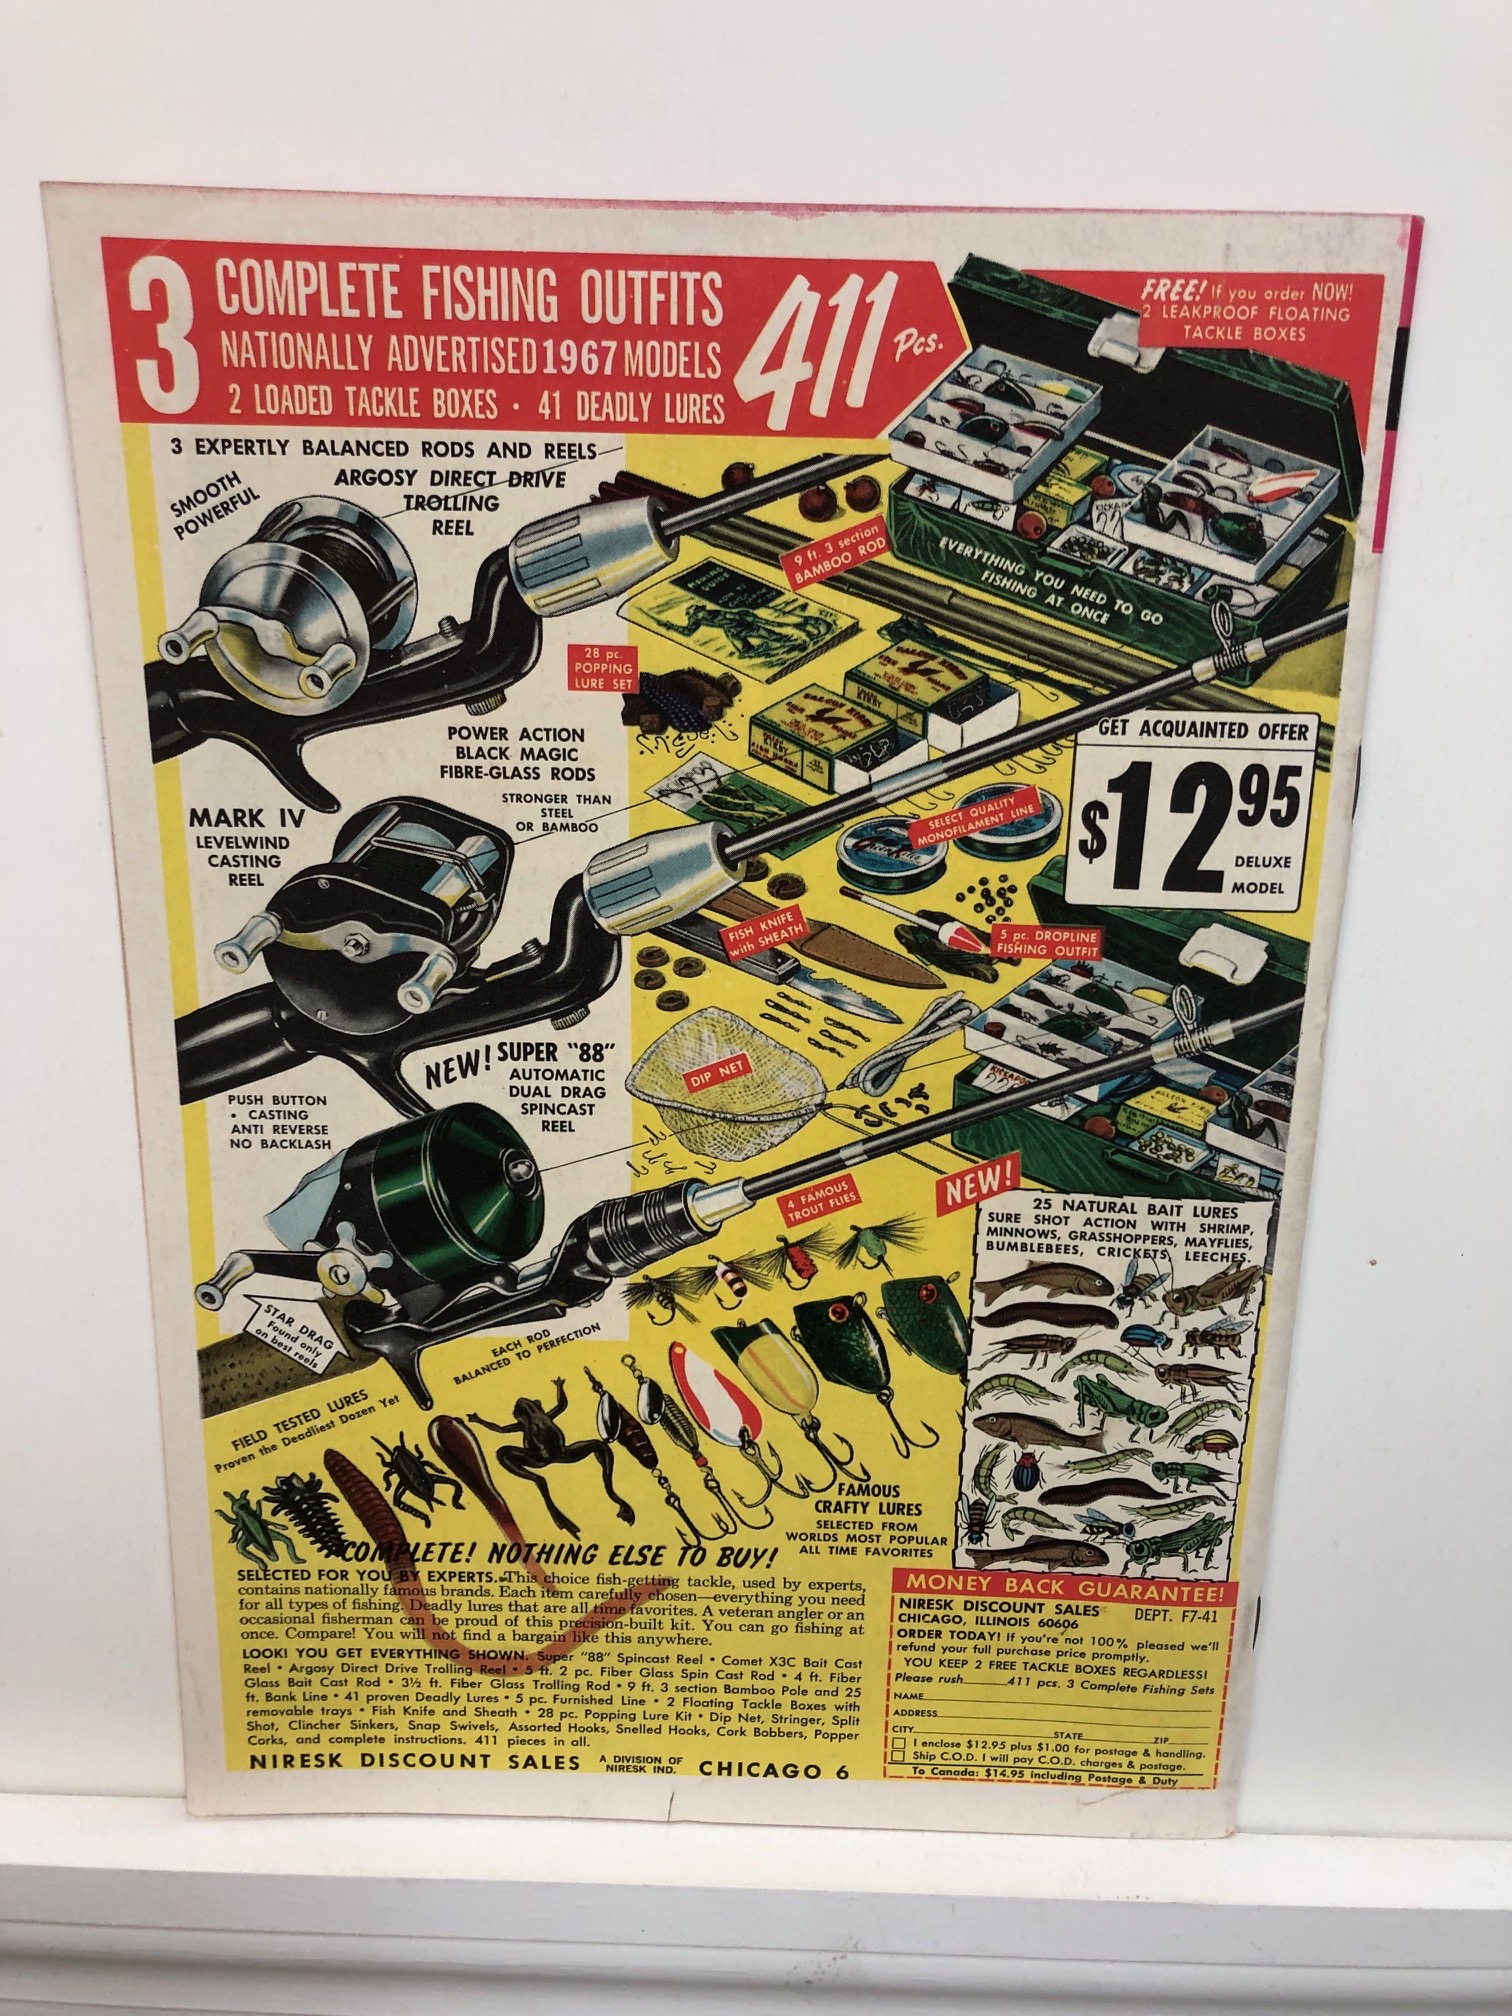 3
COMPLETE FISHING OUTFITS
NATIONALLY ADVERTISED 1967 MODELS
2 LOADED TACKLE BOXES · 41 DEADLY LURES
411 Pcs.
FREE! If you order NOW!
2 LEAKPROOF FLOATING
TACKLE BOXES
3 EXPERTLY BALANCED RODS AND REELS
SMOOTH
POWERFUL
ARGOSY DIRECT DRIVE
TROLLING
REEL
9 ft. 3 section
BAMBOO ROD
EVERYTHING YOU NEED TO GO
FISHING AT ONCE
FISHING
GUIDE
28 pc.
POPPING
LURE SET
POWER ACTION
BLACK MAGIC
FIBRE-GLASS RODS
STRONGER THAN
STEEL
OR BAMBOO
MARK IV
LEVELWIND
CASTING
REEL
SELECT QUALITY
MONOFILAMENT LINE
GET ACQUAINTED OFFER
$12.95
DELUXE
MODEL
FISH KNIFE
with SHEATH
5 pc. DROPLINE
FISHING OUTFIT
NEW! SUPER "88"
AUTOMATIC
DUAL DRAG
SPINCAST
REEL
PUSH BUTTON
• CASTING
ANTI REVERSE
NO BACKLASH
DIP NET
4 FAMOUS
TROUT FLIES
NEW!
25 NATURAL BAIT LURES
SURE SHOT ACTION WITH SHRIMP,
MINNOWS, GRASSHOPPERS, MAYFLIES,
BUMBLEBEES, CRICKETS, LEECHES.
STAR DRAG
Found only
on best reels
EACH ROD
BALANCED TO PERFECTION
FIELD TESTED LURES
Proven the Deadliest Dozen Yet
FAMOUS
CRAFTY LURES
SELECTED FROM
WORLDS MOST POPULAR
ALL TIME FAVORITES
COMPLETE! NOTHING ELSE TO BUY!
SELECTED FOR YOU BY EXPERTS. This choice fish-getting tackle, used by experts,
contains nationally famous brands. Each item carefully chosen—everything you need
for all types of fishing. Deadly lures that are all time favorites. A veteran angler or an
occasional fisherman can be proud of this precision-built kit. You can go fishing at
once. Compare! You will not find a bargain like this anywhere.
LOOK! YOU GET EVERYTHING SHOWN. Super "88" Spincast Reel • Comet X3C Bait Cast
Reel • Argosy Direct Drive Trolling Reel • 5 ft. 2 pc. Fiber Glass Spin Cast Rod • 4 ft. Fiber
Glass Bait Cast Rod • 3½ ft. Fiber Glass Trolling Rod • 9 ft. 3 section Bamboo Pole and 25
ft. Bank Line • 41 proven Deadly Lures • 5 pc. Furnished Line • 2 Floating Tackle Boxes with
removable trays • Fish Knife and Sheath • 28 pc. Popping Lure Kit • Dip Net, Stringer, Split
Shot, Clincher Sinkers, Snap Swivels, Assorted Hooks, Snelled Hooks, Cork Bobbers, Popper
Corks, and complete instructions. 411 pieces in all.
NIRESK DISCOUNT SALES A DIVISION OF
NIRESK IND. CHICAGO 6
MONEY BACK GUARANTEE!
NIRESK DISCOUNT SALES DEPT. F7-41
CHICAGO, ILLINOIS 60606
ORDER TODAY! If you're not 100% pleased we'll
refund your full purchase price promptly.
YOU KEEP 2 FREE TACKLE BOXES REGARDLESS!
Please rush 411 pcs. 3 Complete Fishing Sets
NAME
ADDRESS
CITY STATE ZIP
I enclose $12.95 plus $1.00 for postage & handling.
Ship C.O.D. I will pay C.O.D. charges & postage.
To Canada: $14.95 including Postage & Duty